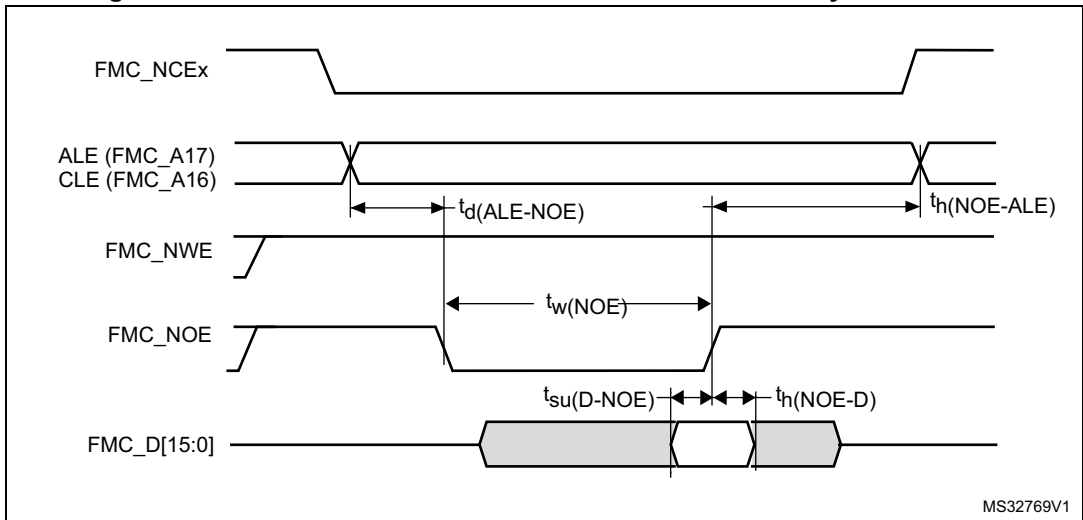 FMC_NCEx
ALE (FMC_A17)
CLE (FMC_A16)
td(ALE-NOE)
th(NOE-ALE)
FMC_NWE
tw(NOE)
FMC_NOE
tsu(D-NOE)
th(NOE-D)
FMC_D[15:0]
MS32769V1